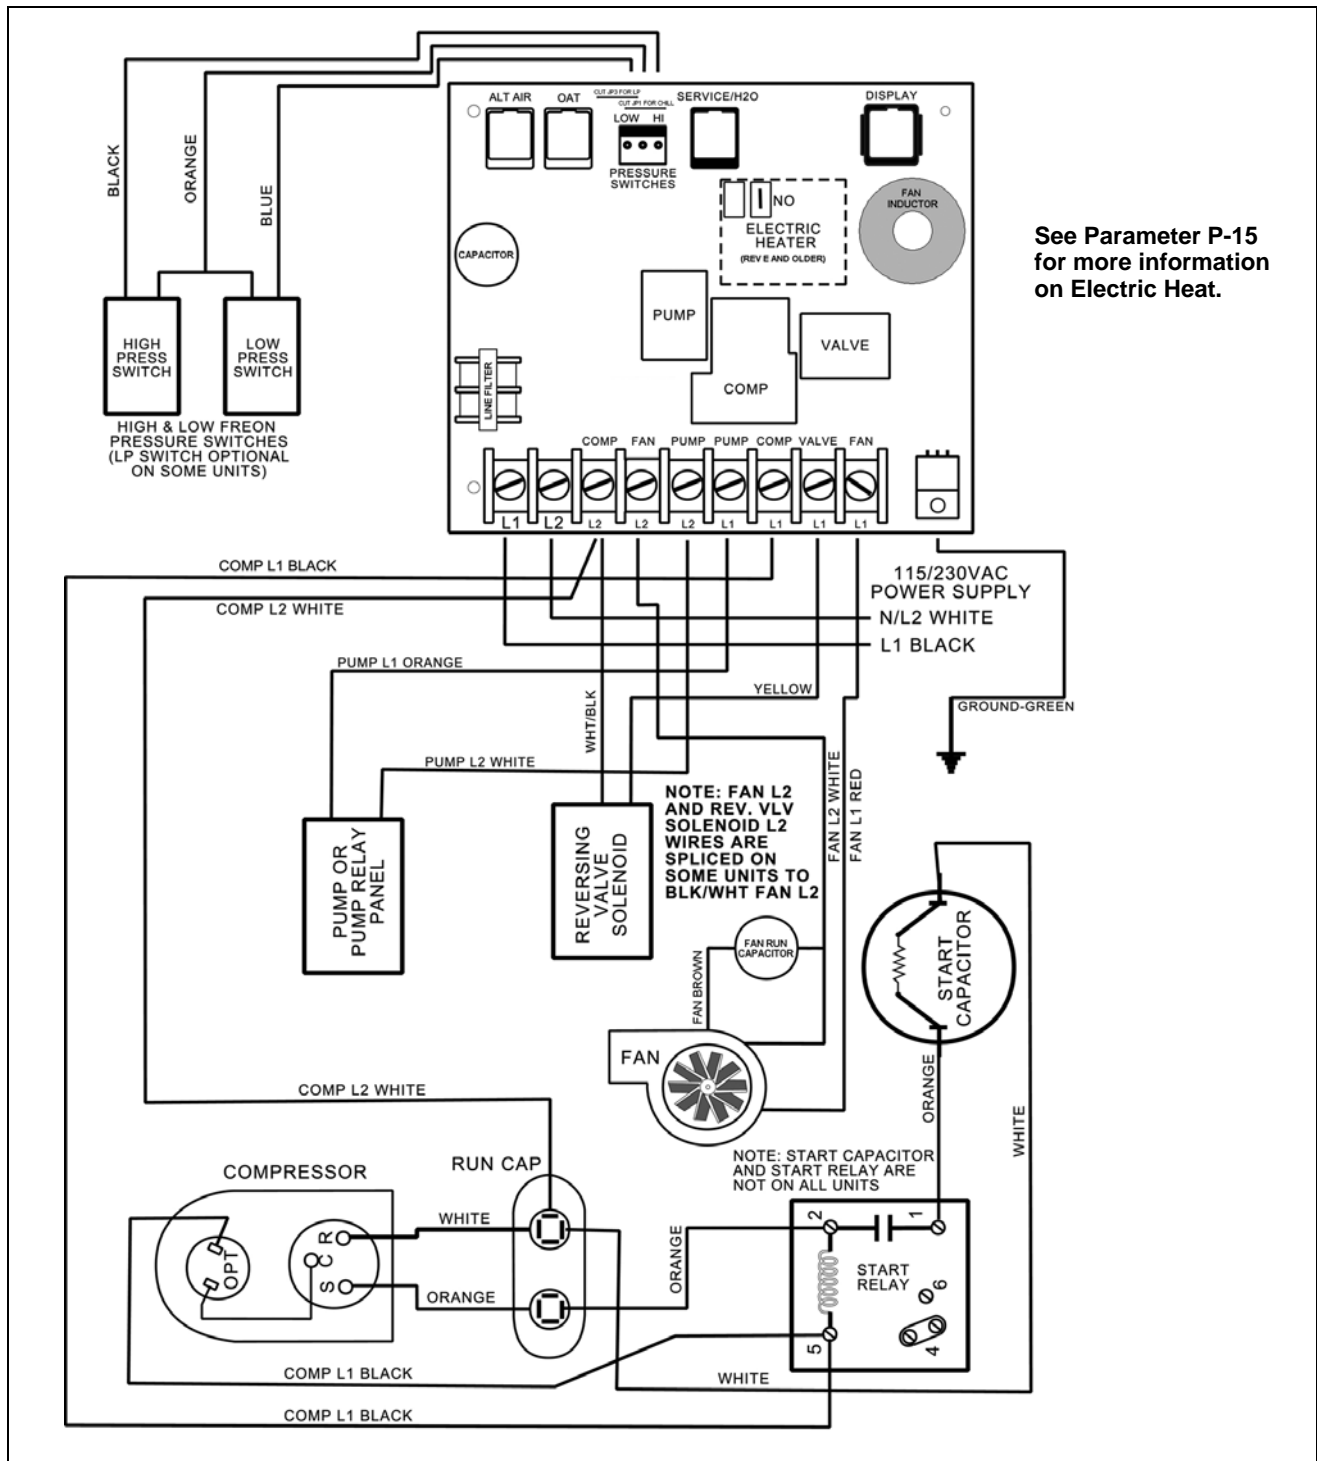 CUT JP3 FOR LP
CUT JP1 FOR CHILL
ALT AIR
OAT
SERVICE/H2O
DISPLAY
LOW HI
PRESSURE
SWITCHES
NO
ELECTRIC
HEATER
(REV E AND OLDER)
FAN
INDUCTOR
CAPACITOR
PUMP
COMP
VALVE
LINE FILTER
COMP FAN PUMP PUMP COMP VALVE FAN
L1 L2 L2 L2 L2 L1 L1 L1 L1
See Parameter P-15
for more information
on Electric Heat.
BLACK
ORANGE
BLUE
HIGH
PRESS
SWITCH
LOW
PRESS
SWITCH
HIGH & LOW FREON
PRESSURE SWITCHES
(LP SWITCH OPTIONAL
ON SOME UNITS)
COMP L1 BLACK
COMP L2 WHITE
115/230VAC
POWER SUPPLY
N/L2 WHITE
L1 BLACK
PUMP L1 ORANGE
WHT/BLK
YELLOW
GROUND-GREEN
PUMP L2 WHITE
NOTE: FAN L2
AND REV. VLV
SOLENOID L2
WIRES ARE
SPLICED ON
SOME UNITS TO
BLK/WHT FAN L2
FAN L2 WHITE
FAN L1 RED
PUMP OR
PUMP RELAY
PANEL
REVERSING
VALVE
SOLENOID
FAN RUN
CAPACITOR
FAN BROWN
FAN
START
CAPACITOR
ORANGE
WHITE
COMP L2 WHITE
NOTE: START CAPACITOR
AND START RELAY ARE
NOT ON ALL UNITS
COMPRESSOR
RUN CAP
WHITE
ORANGE
OPT
R
C
S
ORANGE
2
1
START
RELAY
6
4
5
COMP L1 BLACK
WHITE
COMP L1 BLACK